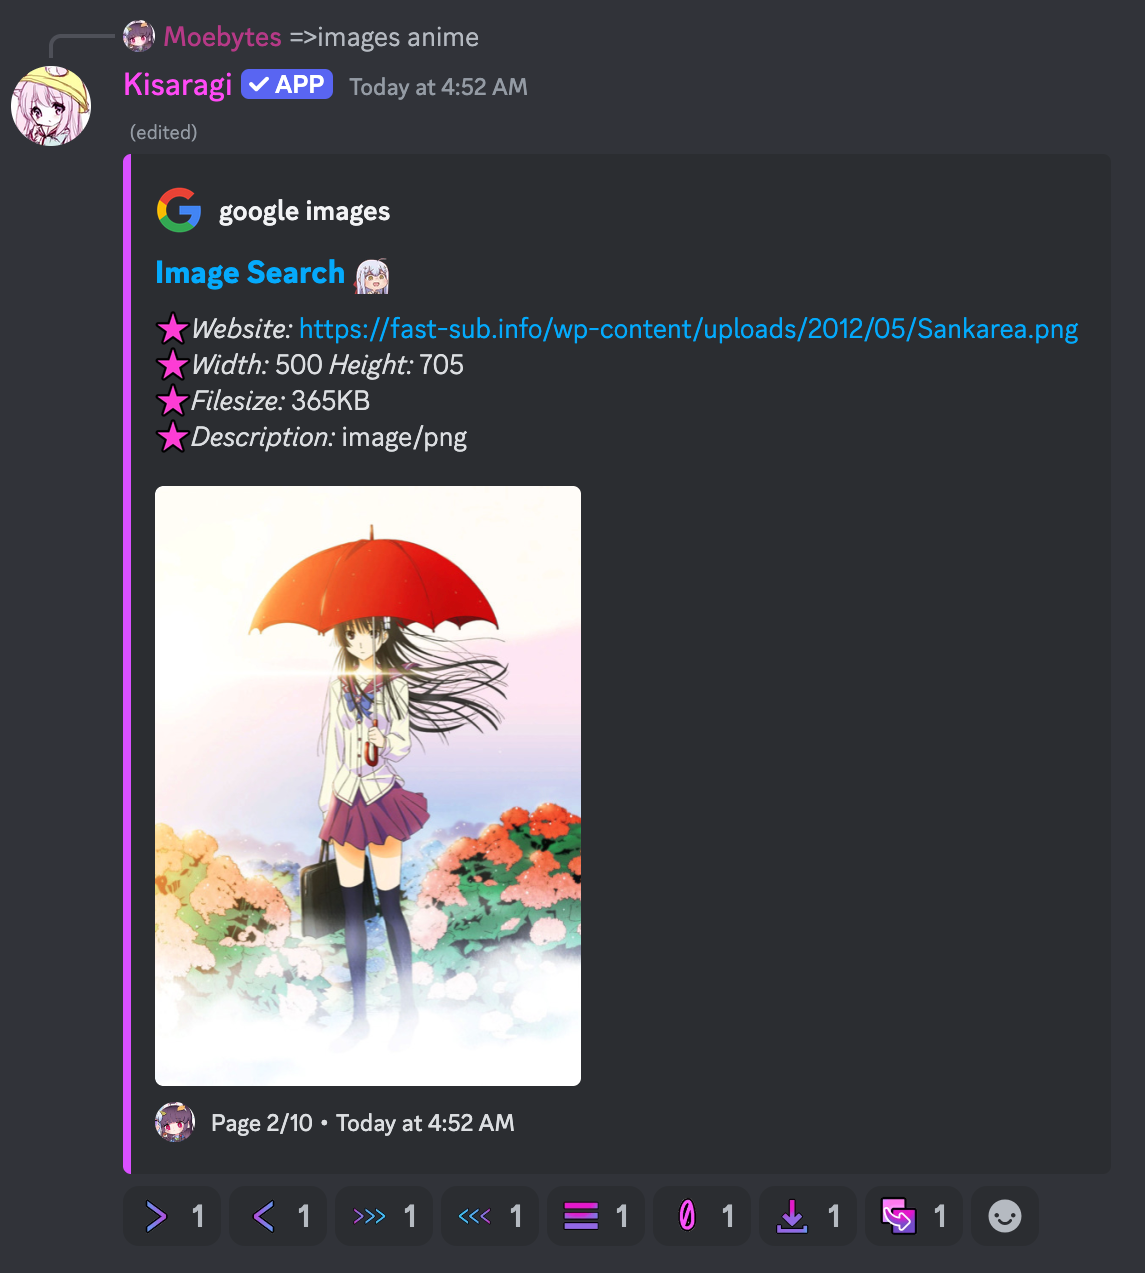 Moebytes =>images anime
Kisaragi APP Today at 4:52 AM
(edited)
google images
Image Search
Website: https://fast-sub.info/wp-content/uploads/2012/05/Sankarea.png
Width: 500 Height: 705
Filesize: 365KB
Description: image/png
Page 2/10 • Today at 4:52 AM
1 1 1 1 1 0 1 1 1